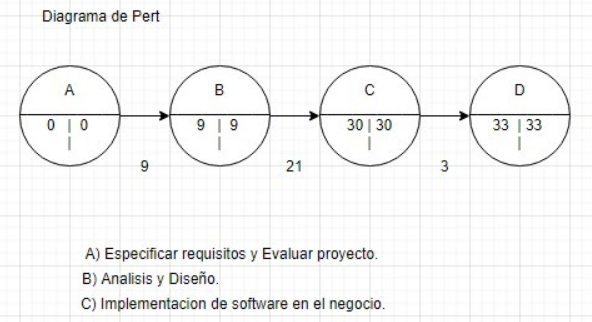 Diagrama de Pert
A B C D
0 | 0 9 | 9 30 | 30 33 | 33
9 21 3
A) Especificar requisitos y Evaluar proyecto.
B) Analisis y Diseño.
C) Implementacion de software en el negocio.